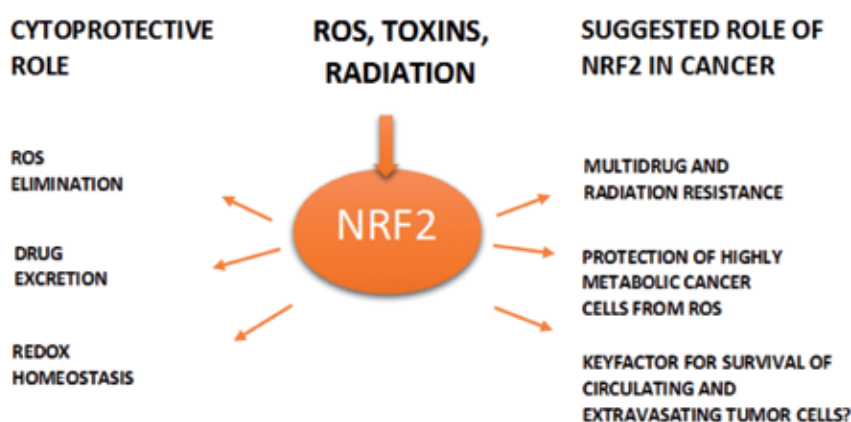 CYTOPROTECTIVE
ROLE
ROS, TOXINS,
RADIATION
SUGGESTED ROLE OF
NRF2 IN CANCER
ROS
ELIMINATION
DRUG
EXCRETION
REDOX
HOMEOSTASIS
NRF2
MULTIDRUG AND
RADIATION RESISTANCE
PROTECTION OF HIGHLY
METABOLIC CANCER
CELLS FROM ROS
KEYFACTOR FOR SURVIVAL OF
CIRCULATING AND
EXTRAVASATING TUMOR CELLS?